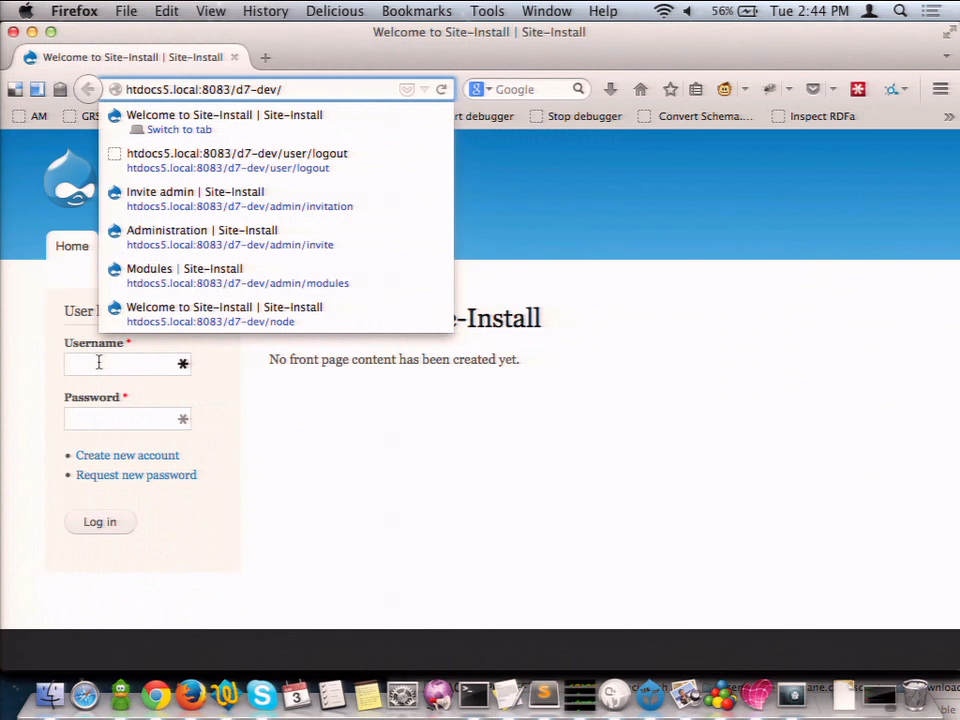 Firefox File Edit View History Delicious Bookmarks Tools Window Help 56% Tue 2:44 PM
Welcome to Site-Install | Site-Install
Welcome to Site-Install | Site-Install
htdocs5.local:8083/d7-dev/ Google
AM debugger Stop debugger Convert Schema.... Inspect RDFa
Welcome to Site-Install | Site-Install
Switch to tab
htdocs5.local:8083/d7-dev/user/logout
htdocs5.local:8083/d7-dev/user/logout
Invite admin | Site-Install
htdocs5.local:8083/d7-dev/admin/invitation
Administration | Site-Install
htdocs5.local:8083/d7-dev/admin/invite
Modules | Site-Install
htdocs5.local:8083/d7-dev/admin/modules
Welcome to Site-Install | Site-Install
htdocs5.local:8083/d7-dev/node
Home
User
e-Install
Username *
No front page content has been created yet.
Password *
Create new account
Request new password
Log in
3